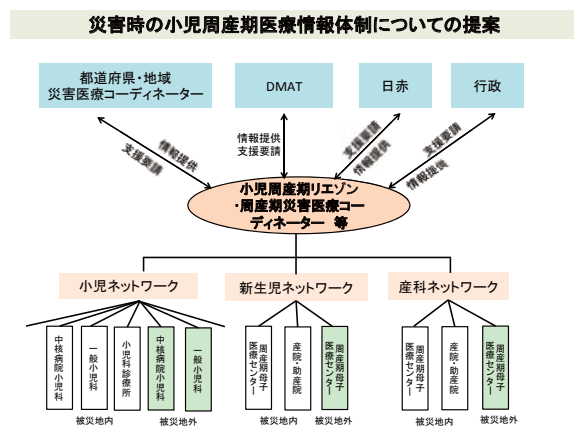 災害時の小児周産期医療情報体制についての提案
都道府県・地域
災害医療コーディネーター
DMAT
日赤
行政
情報提供
支援要請
情報提供
支援要請
支援要請
情報提供
支援要請
情報提供
小児周産期リエゾン
・周産期災害医療コー
ディネーター 等
小児ネットワーク
新生児ネットワーク
産科ネットワーク
中核病院小児科
一般小児科
小児科診療所
中核病院小児科
一般小児科
周産期母子
医療センター
産院・助産院
周産期母子
医療センター
周産期母子
医療センター
産院・助産院
周産期母子
医療センター
被災地内
被災地外
被災地内
被災地外
被災地内
被災地外